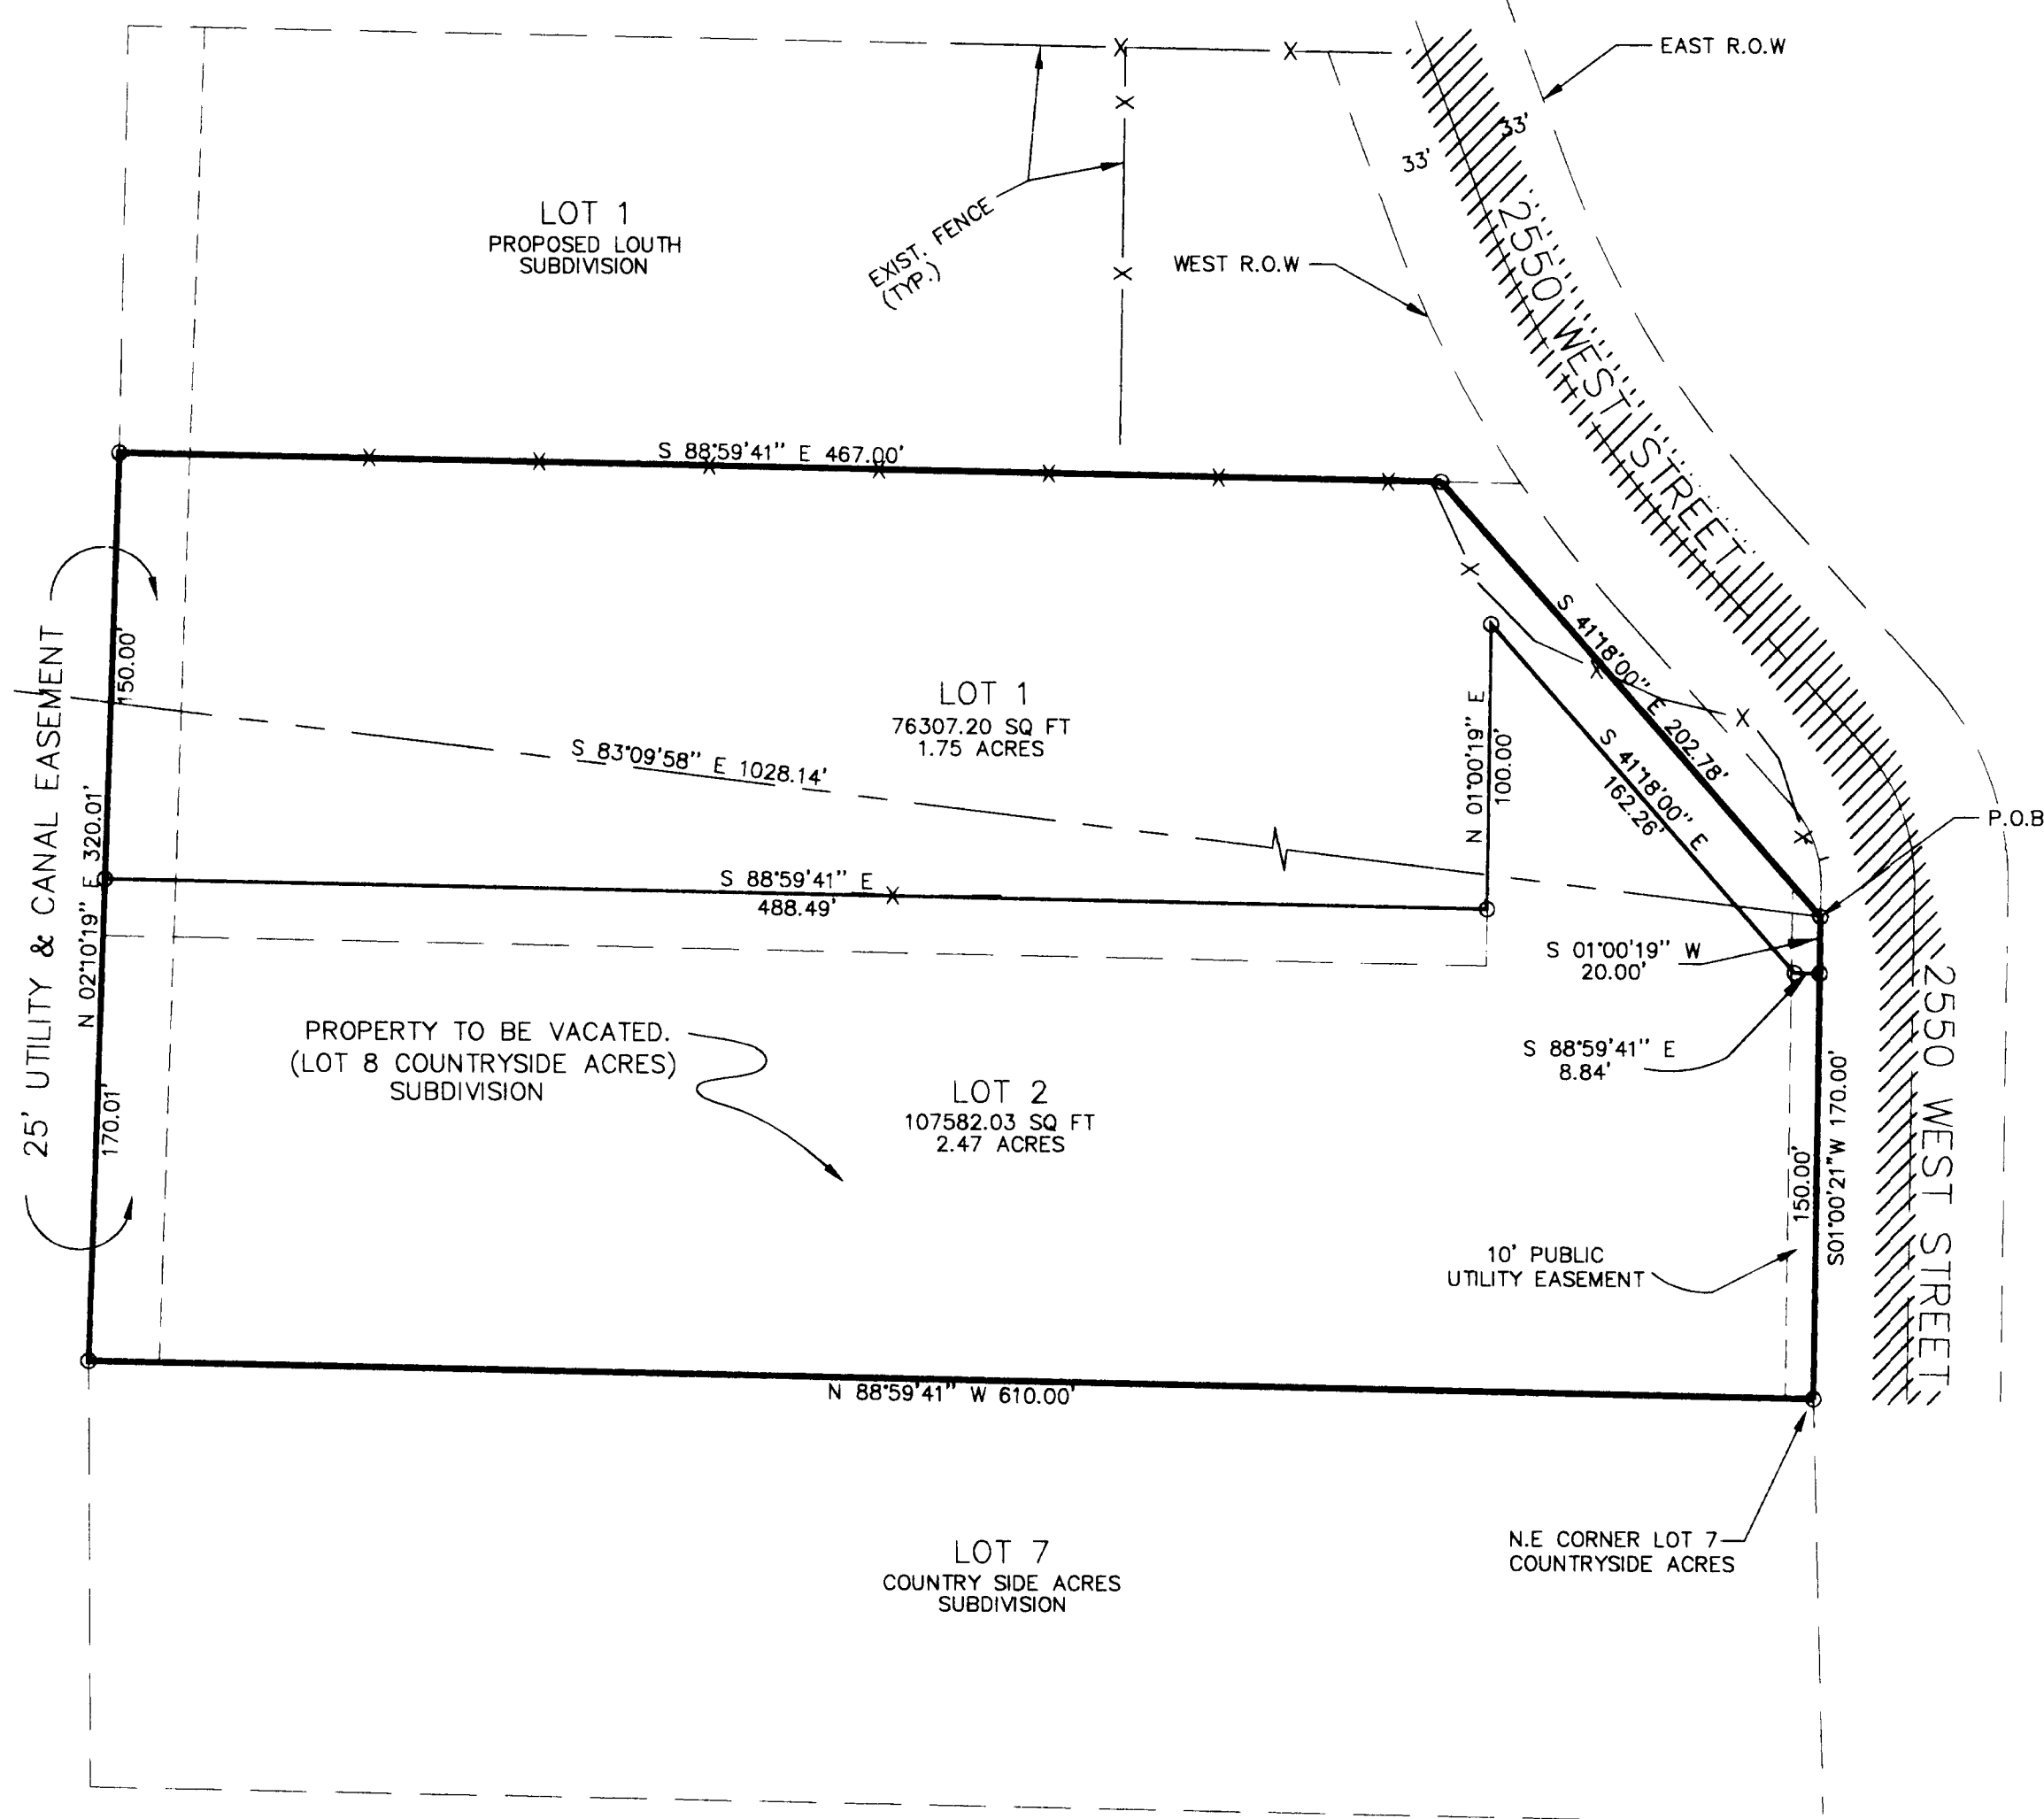 EAST R.O.W
33'
33'
LOT 1
PROPOSED LOUTH
SUBDIVISION
EXIST. FENCE
(TYP.)
WEST R.O.W
2550 WEST STREET
S 88°59'41" E 467.00'
25' UTILITY & CANAL EASEMENT
150.00'
N 02°10'19" E 320.01'
170.01'
LOT 1
76307.20 SQ FT
1.75 ACRES
S 83°09'58" E 1028.14'
N 01°00'19" E
100.00'
S 41°18'00" E 202.78'
S 41°18'00" E
162.26'
P.O.B
S 88°59'41" E
488.49'
S 01°00'19" W
20.00'
S 88°59'41" E
8.84'
PROPERTY TO BE VACATED.
(LOT 8 COUNTRYSIDE ACRES)
SUBDIVISION
LOT 2
107582.03 SQ FT
2.47 ACRES
150.00'
S01°00'21"W 170.00'
2550 WEST STREET
10' PUBLIC
UTILITY EASEMENT
N 88°59'41" W 610.00'
N.E CORNER LOT 7
COUNTRYSIDE ACRES
LOT 7
COUNTRY SIDE ACRES
SUBDIVISION